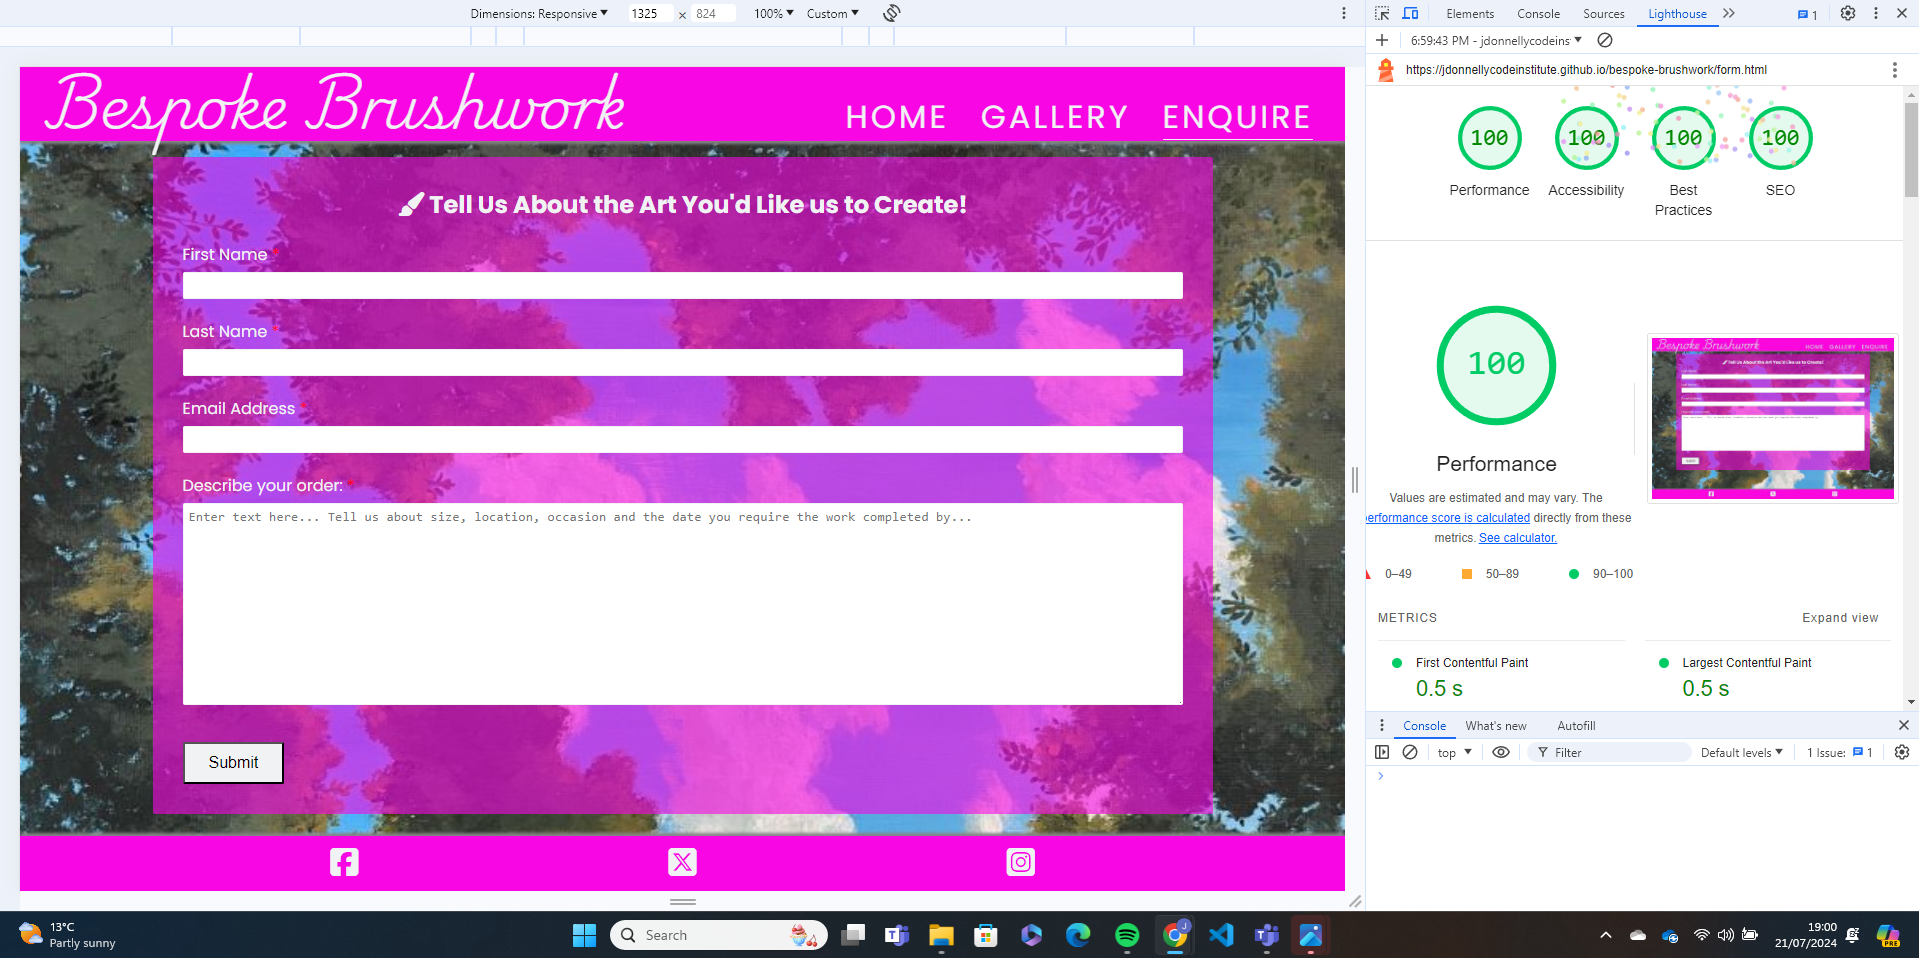 Dimensions: Responsive 1325 x 824 100% Custom
Bespoke Brushwork
HOME GALLERY ENQUIRE
Tell Us About the Art You'd Like us to Create!
First Name *
Last Name *
Email Address *
Describe your order: *
Enter text here... Tell us about size, location, occasion and the date you require the work completed by...
Submit
Elements Console Sources Lighthouse 1
6:59:43 PM - jdonnellycodeins
https://jdonnellycodeinstitute.github.io/bespoke-brushwork/form.html
100 100 100 100
Performance Accessibility Best Practices SEO
100
Performance
Values are estimated and may vary. The
performance score is calculated directly from these
metrics. See calculator.
0–49 50–89 90–100
METRICS Expand view
First Contentful Paint Largest Contentful Paint
0.5 s 0.5 s
Console What's new Autofill
top Filter Default levels 1 Issue: 1
13°C
Partly sunny
Search
19:00
21/07/2024
PRE